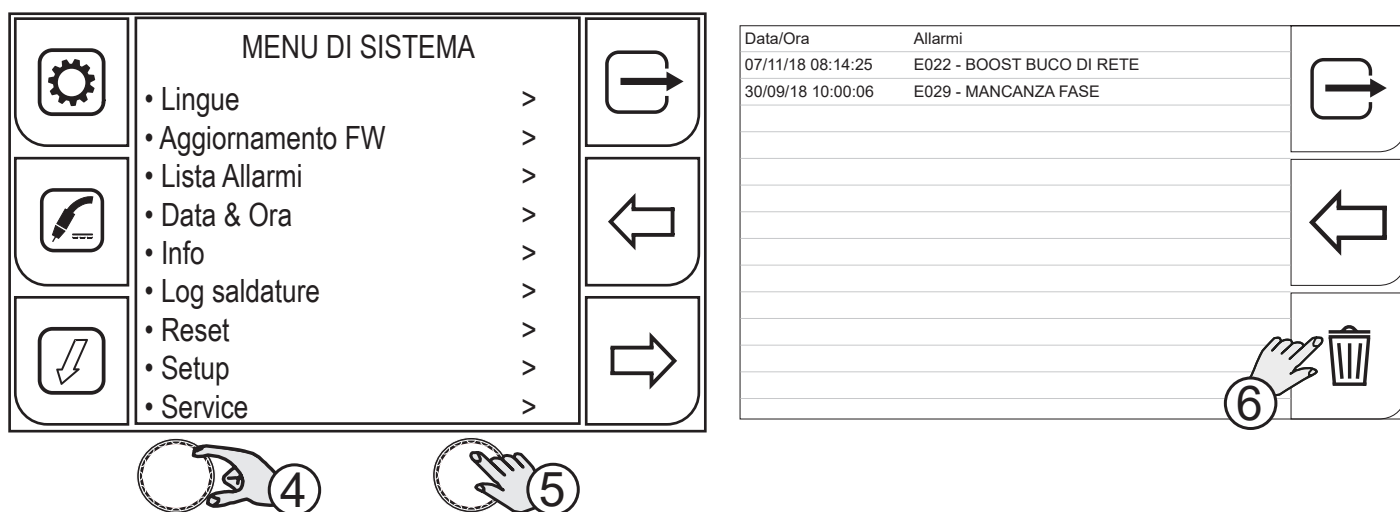 MENU DI SISTEMA
• Lingue >
• Aggiornamento FW >
• Lista Allarmi >
• Data & Ora >
• Info >
• Log saldature >
• Reset >
• Setup >
• Service >
4
5
Data/Ora Allarmi
07/11/18 08:14:25 E022 - BOOST BUCO DI RETE
30/09/18 10:00:06 E029 - MANCANZA FASE
6